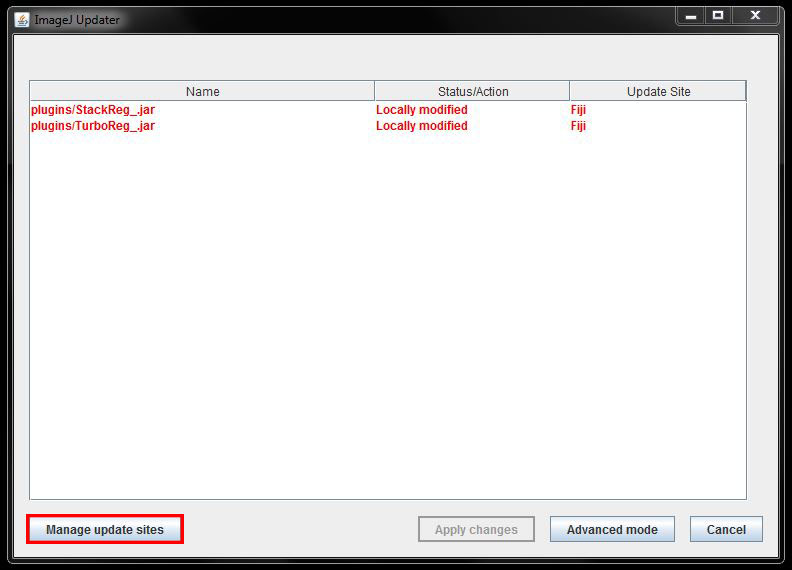 ImageJ Updater
Name Status/Action Update Site
plugins/StackReg_.jar Locally modified Fiji
plugins/TurboReg_.jar Locally modified Fiji
Manage update sites Apply changes Advanced mode Cancel